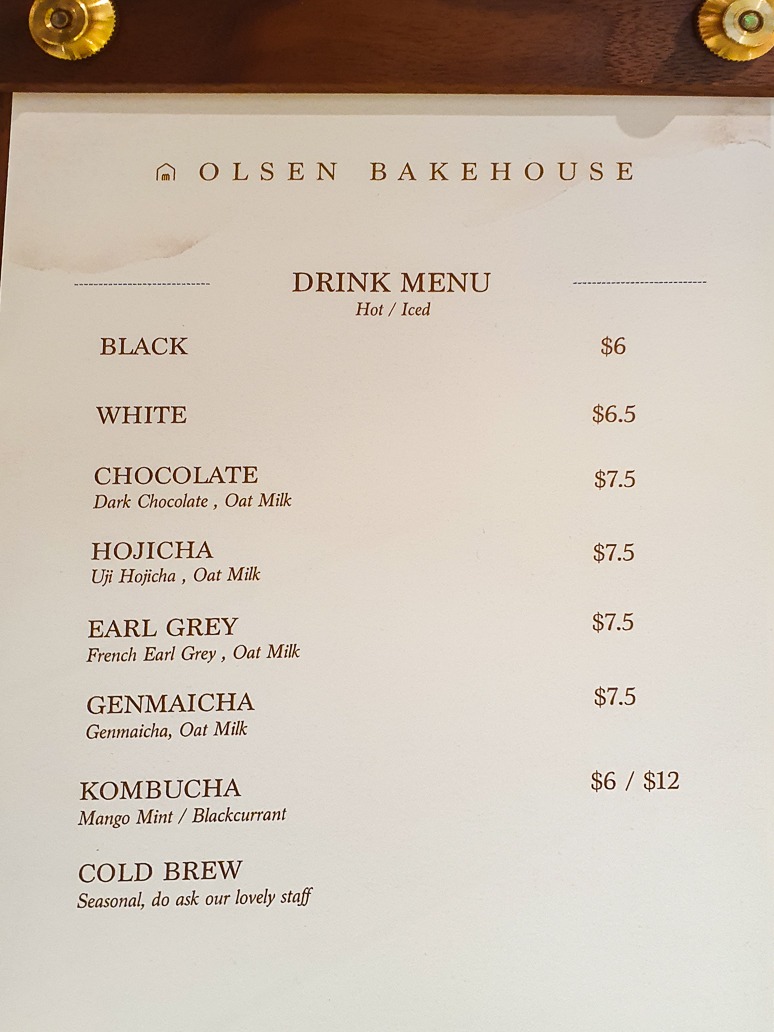 OLSEN BAKEHOUSE
DRINK MENU
Hot / Iced
BLACK $6
WHITE $6.5
CHOCOLATE $7.5
Dark Chocolate , Oat Milk
HOJICHA $7.5
Uji Hojicha , Oat Milk
EARL GREY $7.5
French Earl Grey , Oat Milk
GENMAICHA $7.5
Genmaicha, Oat Milk
KOMBUCHA $6 / $12
Mango Mint / Blackcurrant
COLD BREW
Seasonal, do ask our lovely staff